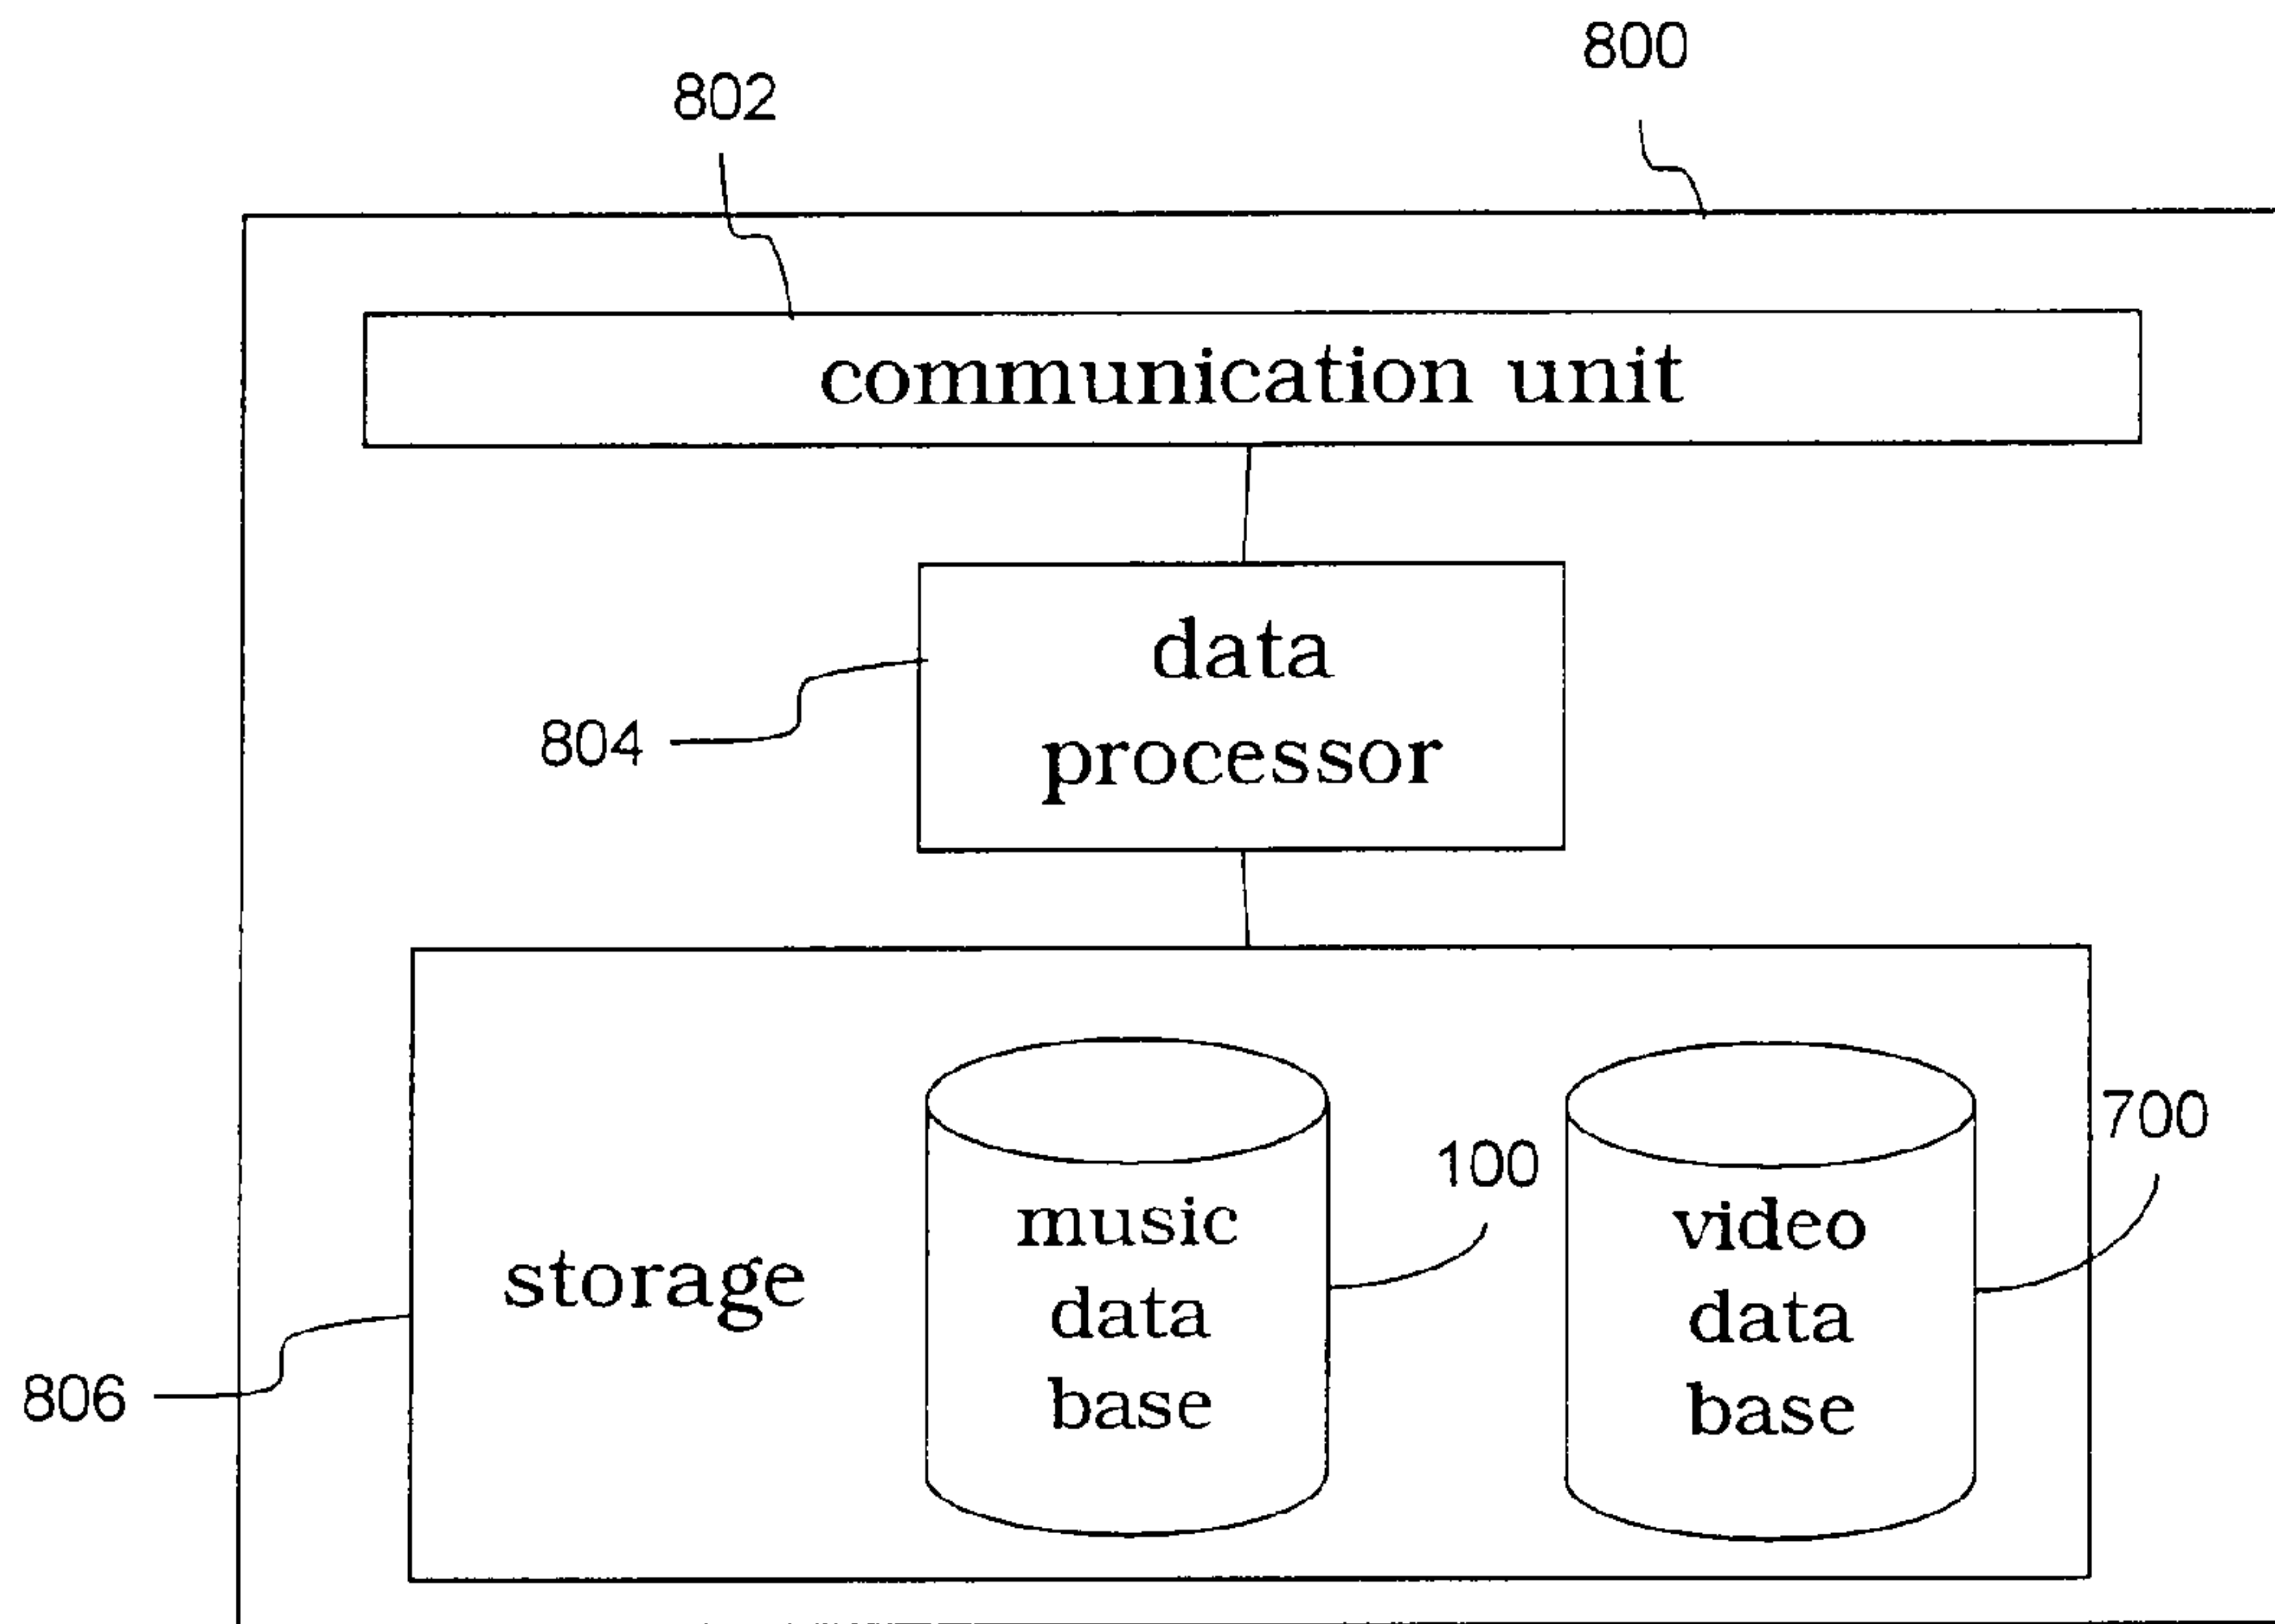 800
802
communication unit
data
processor
804
700
100
music
data
base
video
data
base
storage
806